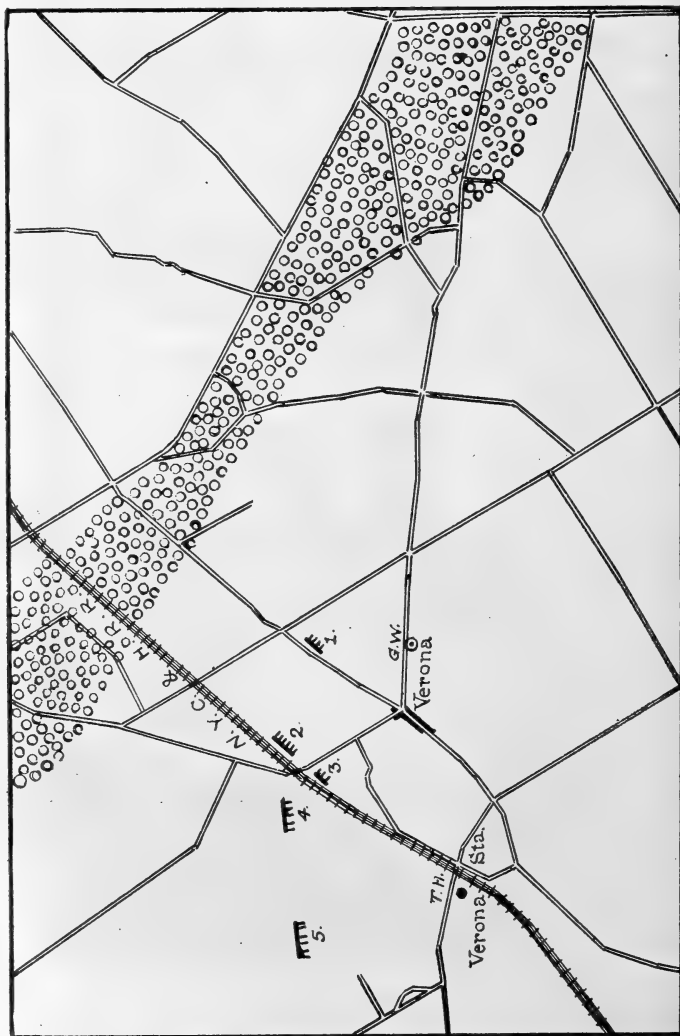 N. Y. C. & H. R. R. R.
1.
2.
3.
4.
5.
G.W.
Verona
T.H.
Verona Sta.